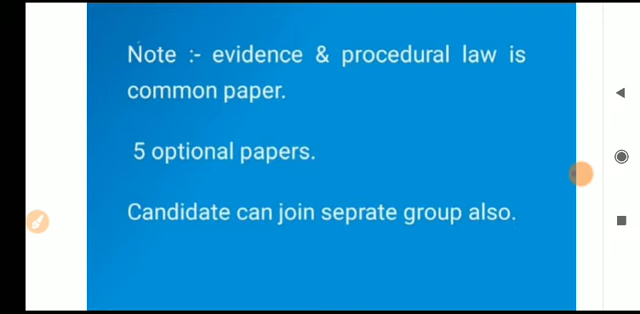 Note :- evidence & procedural law is
common paper.
5 optional papers.
Candidate can join seprate group also.